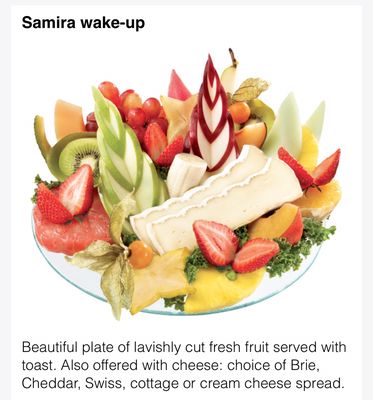 Samira wake-up
Beautiful plate of lavishly cut fresh fruit served with
toast. Also offered with cheese: choice of Brie,
Cheddar, Swiss, cottage or cream cheese spread.